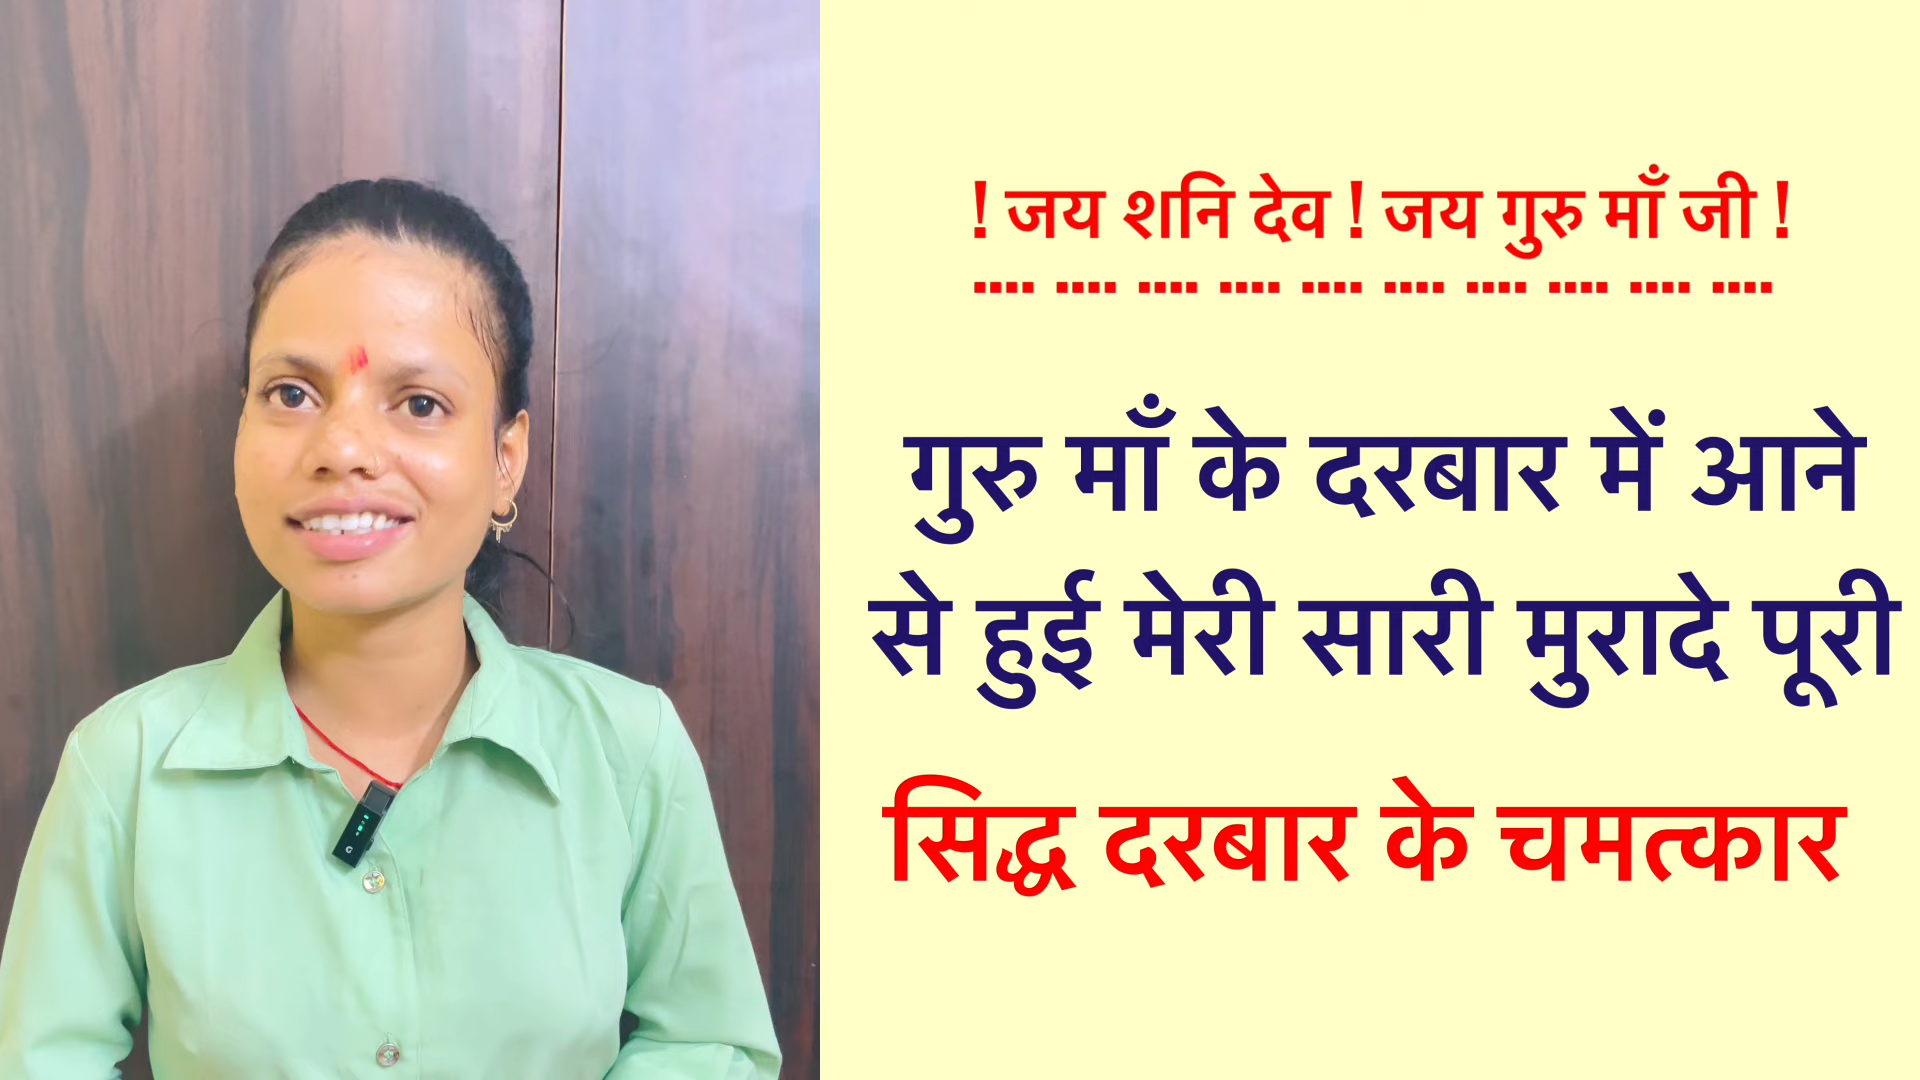 ! जय शनि देव ! जय गुरु माँ जी !
गुरु माँ के दरबार में आने
से हुई मेरी सारी मुरादे पूरी
सिद्ध दरबार के चमत्कार
G